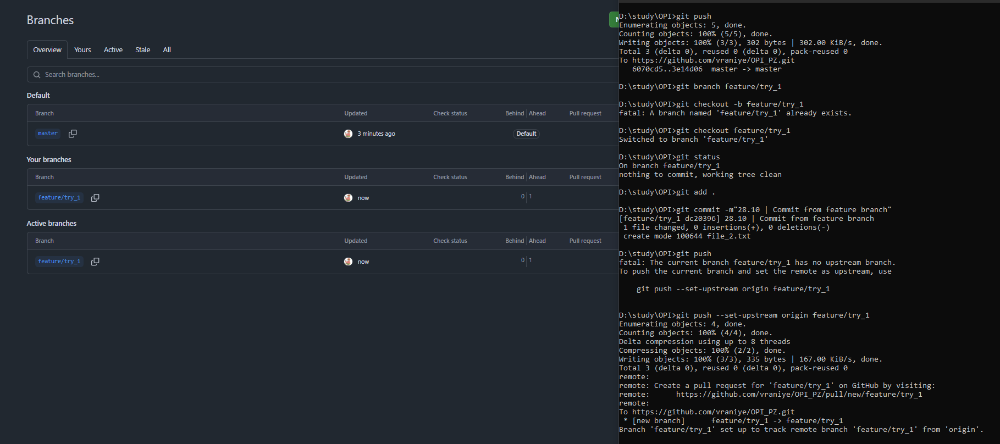 Branches
N
Overview Yours Active Stale All
Search branches...
Default
Branch Updated Check status Behind Ahead Pull request
master 3 minutes ago Default
Your branches
Branch Updated Check status Behind Ahead Pull request
feature/try_1 now 0 1
Active branches
Branch Updated Check status Behind Ahead Pull request
feature/try_1 now 0 1
D:\study\OPI>git push
Enumerating objects: 5, done.
Counting objects: 100% (5/5), done.
Writing objects: 100% (3/3), 302 bytes | 302.00 KiB/s, done.
Total 3 (delta 0), reused 0 (delta 0), pack-reused 0
To https://github.com/vraniye/OPI_PZ.git
   6070cd5..3e14d06  master -> master
D:\study\OPI>git branch feature/try_1
D:\study\OPI>git checkout -b feature/try_1
fatal: A branch named 'feature/try_1' already exists.
D:\study\OPI>git checkout feature/try_1
Switched to branch 'feature/try_1'
D:\study\OPI>git status
On branch feature/try_1
nothing to commit, working tree clean
D:\study\OPI>git add .
D:\study\OPI>git commit -m"28.10 | Commit from feature branch"
[feature/try_1 dc20396] 28.10 | Commit from feature branch
 1 file changed, 0 insertions(+), 0 deletions(-)
 create mode 100644 file_2.txt
D:\study\OPI>git push
fatal: The current branch feature/try_1 has no upstream branch.
To push the current branch and set the remote as upstream, use
    git push --set-upstream origin feature/try_1
D:\study\OPI>git push --set-upstream origin feature/try_1
Enumerating objects: 4, done.
Counting objects: 100% (4/4), done.
Delta compression using up to 8 threads
Compressing objects: 100% (2/2), done.
Writing objects: 100% (3/3), 335 bytes | 167.00 KiB/s, done.
Total 3 (delta 0), reused 0 (delta 0), pack-reused 0
remote:
remote: Create a pull request for 'feature/try_1' on GitHub by visiting:
remote:      https://github.com/vraniye/OPI_PZ/pull/new/feature/try_1
remote:
To https://github.com/vraniye/OPI_PZ.git
 * [new branch]      feature/try_1 -> feature/try_1
Branch 'feature/try_1' set up to track remote branch 'feature/try_1' from 'origin'.